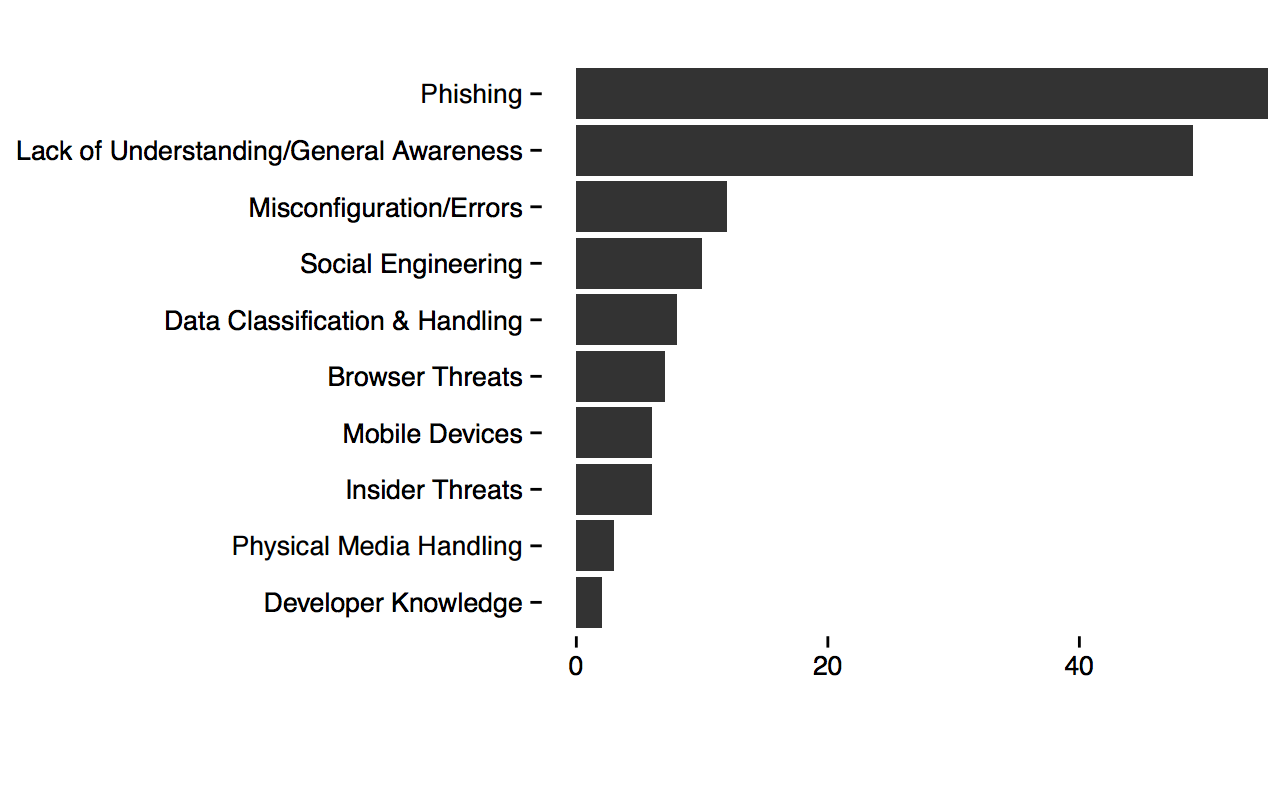 Phishing
Lack of Understanding/General Awareness
Misconfiguration/Errors
Social Engineering
Data Classification & Handling
Browser Threats
Mobile Devices
Insider Threats
Physical Media Handling
Developer Knowledge
0 20 40